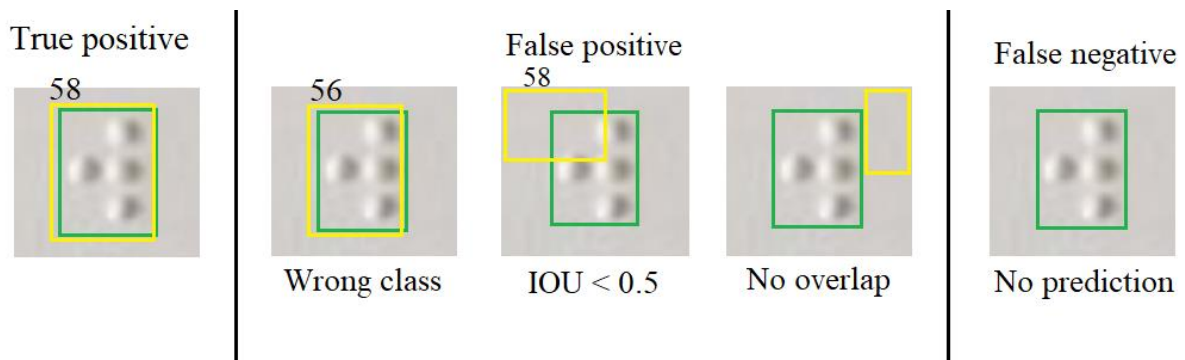 True positive
58
Wrong class
56
False positive
58
IOU < 0.5
No overlap
False negative
No prediction